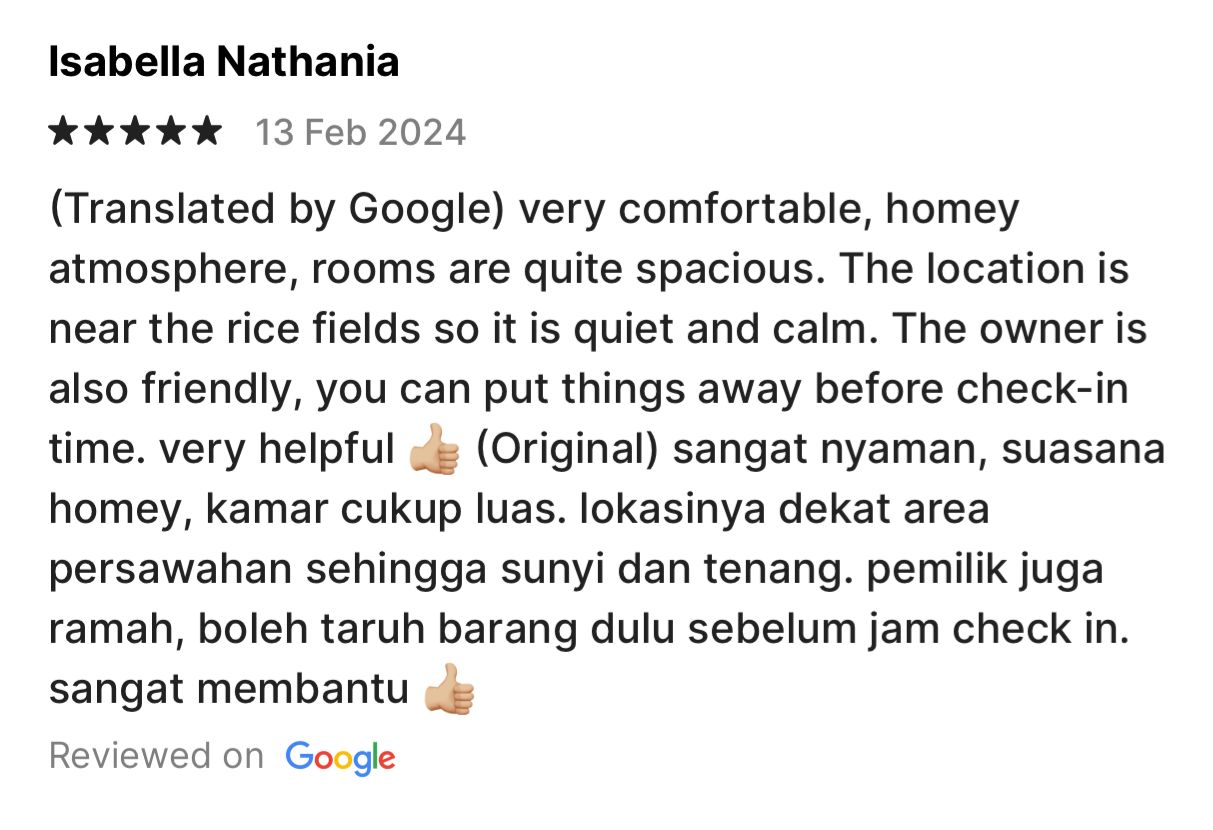 Isabella Nathania
★★★★★ 13 Feb 2024
(Translated by Google) very comfortable, homey
atmosphere, rooms are quite spacious. The location is
near the rice fields so it is quiet and calm. The owner is
also friendly, you can put things away before check-in
time. very helpful 👍🏼 (Original) sangat nyaman, suasana
homey, kamar cukup luas. lokasinya dekat area
persawahan sehingga sunyi dan tenang. pemilik juga
ramah, boleh taruh barang dulu sebelum jam check in.
sangat membantu 👍🏼
Reviewed on Google